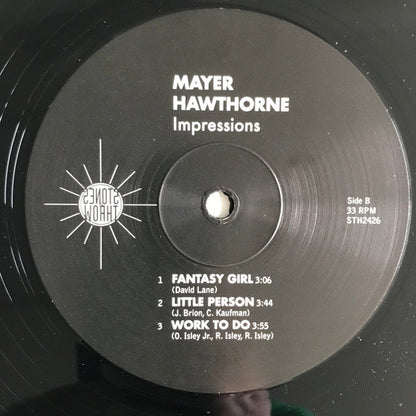 MAYER
HAWTHORNE
Impressions
STONES
THROW
Side B
33 RPM
STH2426
1 FANTASY GIRL 3:06
(David Lane)
2 LITTLE PERSON 3:44
(J. Brion, C. Kaufman)
3 WORK TO DO 3:55
(O. Isley Jr., R. Isley, R. Isley)